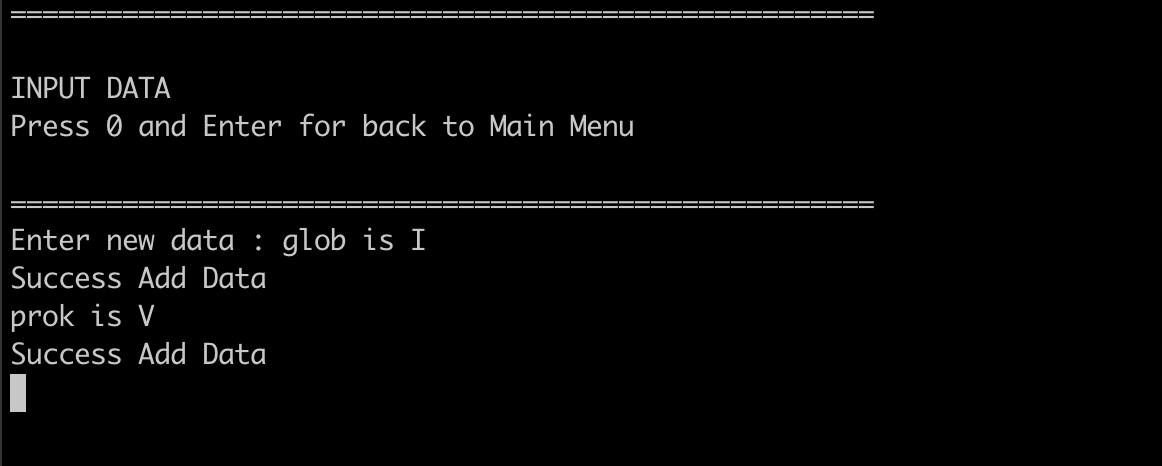 ======================================================
INPUT DATA
Press 0 and Enter for back to Main Menu
======================================================
Enter new data : glob is I
Success Add Data
prok is V
Success Add Data